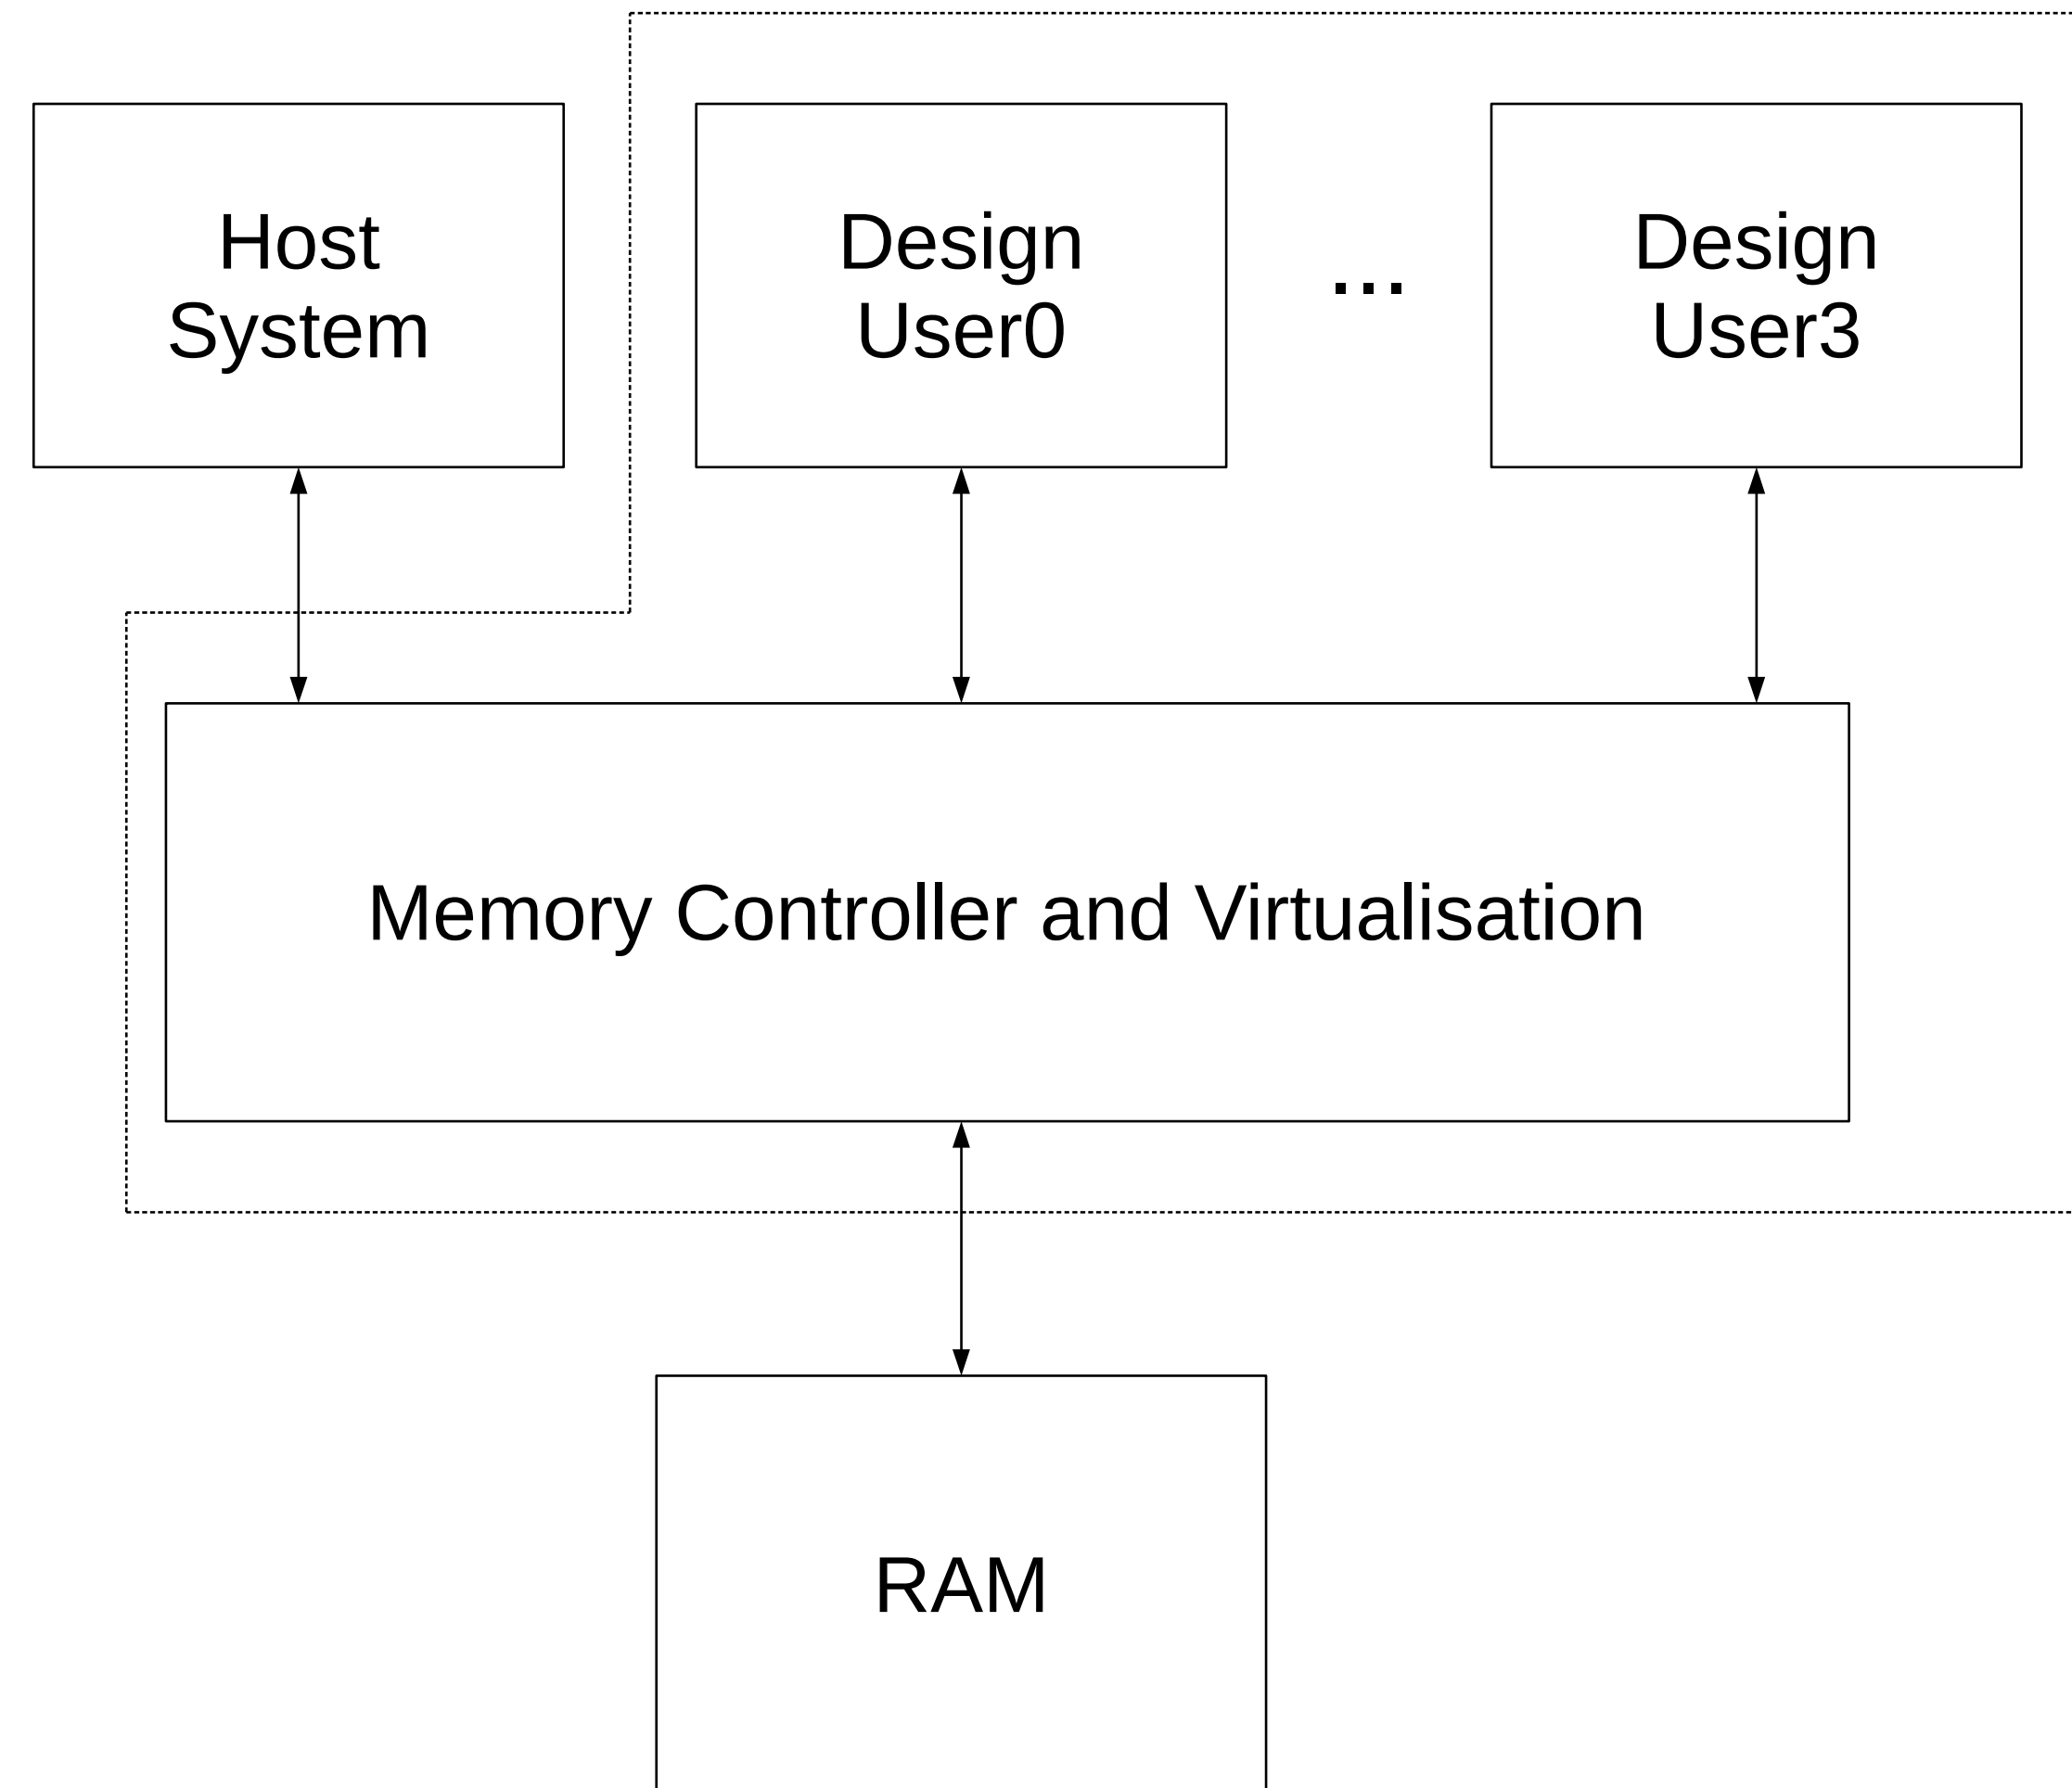 Host
System
Design
User0
...
Design
User3
Memory Controller and Virtualisation
RAM